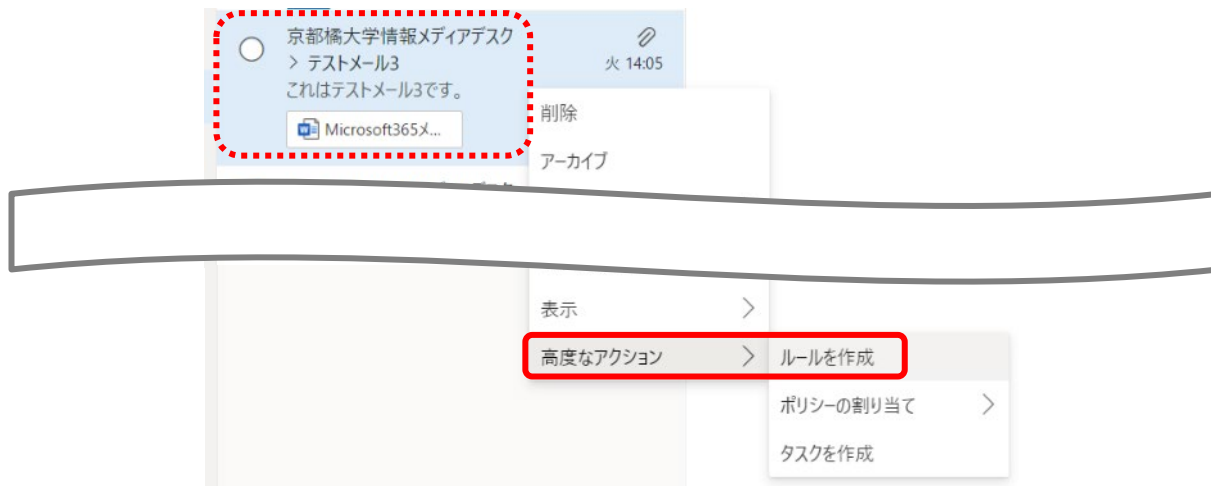 京都橘大学情報メディアデスク
> テストメール3
火 14:05
これはテストメール3です。
Microsoft365メ...
削除
アーカイブ
表示 >
高度なアクション >
ルールを作成
ポリシーの割り当て >
タスクを作成